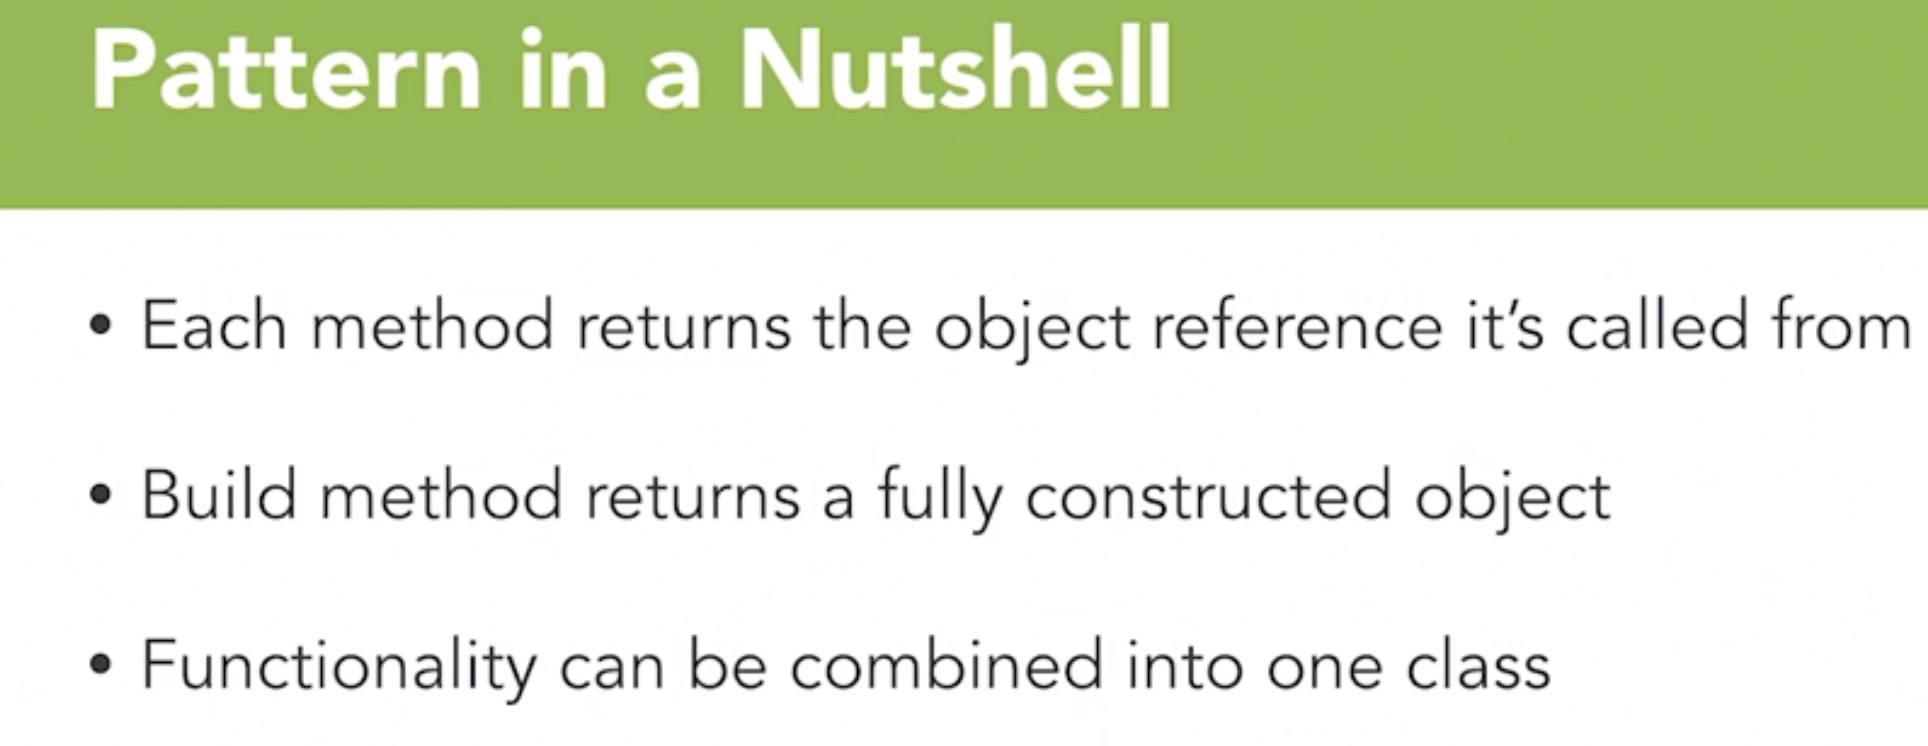 Pattern in a Nutshell
• Each method returns the object reference it’s called from
• Build method returns a fully constructed object
• Functionality can be combined into one class